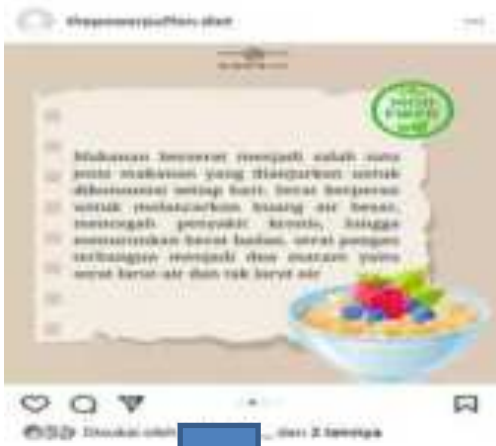 Makanan berserat menjadi salah satu
jenis makanan yang dianjurkan untuk
dikonsumsi setiap hari. Serat berperan
untuk melancarkan buang air besar,
mencegah penyakit kronis, hingga
menurunkan berat badan. serat pangan
terbangun menjadi dua macam yaitu
serat larut air dan tak larut air
Disukai oleh
dan 2 lainnya